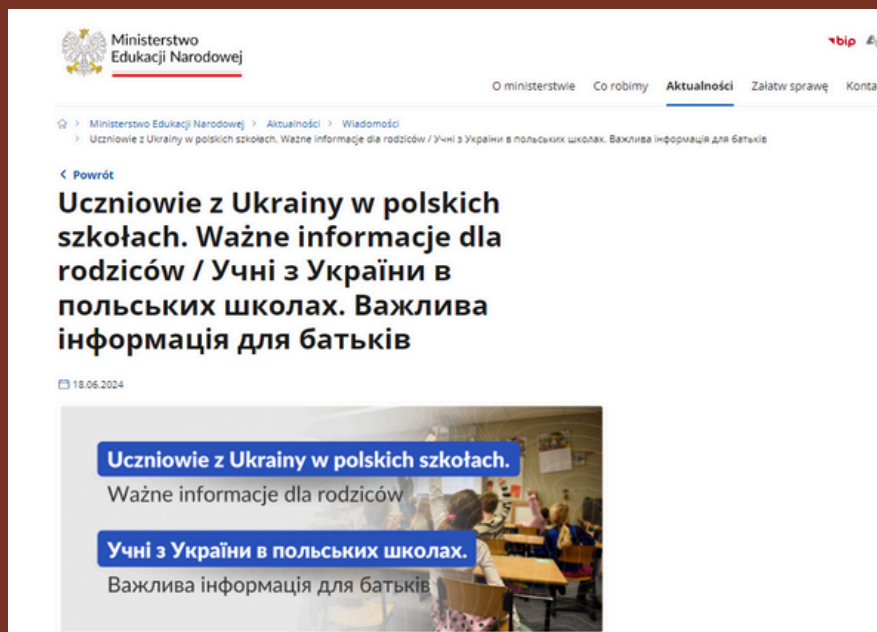 Ministerstwo
Edukacji Narodowej
bip
O ministerstwie Co robimy Aktualności Załatw sprawę Konta
Ministerstwo Edukacji Narodowej > Aktualności > Wiadomości
> Uczniowie z Ukrainy w polskich szkołach. Ważne informacje dla rodziców / Учні з України в польських школах. Важлива інформація для батьків
< Powrót
Uczniowie z Ukrainy w polskich
szkołach. Ważne informacje dla
rodziców / Учні з України в
польських школах. Важлива
інформація для батьків
18.06.2024
Uczniowie z Ukrainy w polskich szkołach.
Ważne informacje dla rodziców
Учні з України в польських школах.
Важлива інформація для батьків